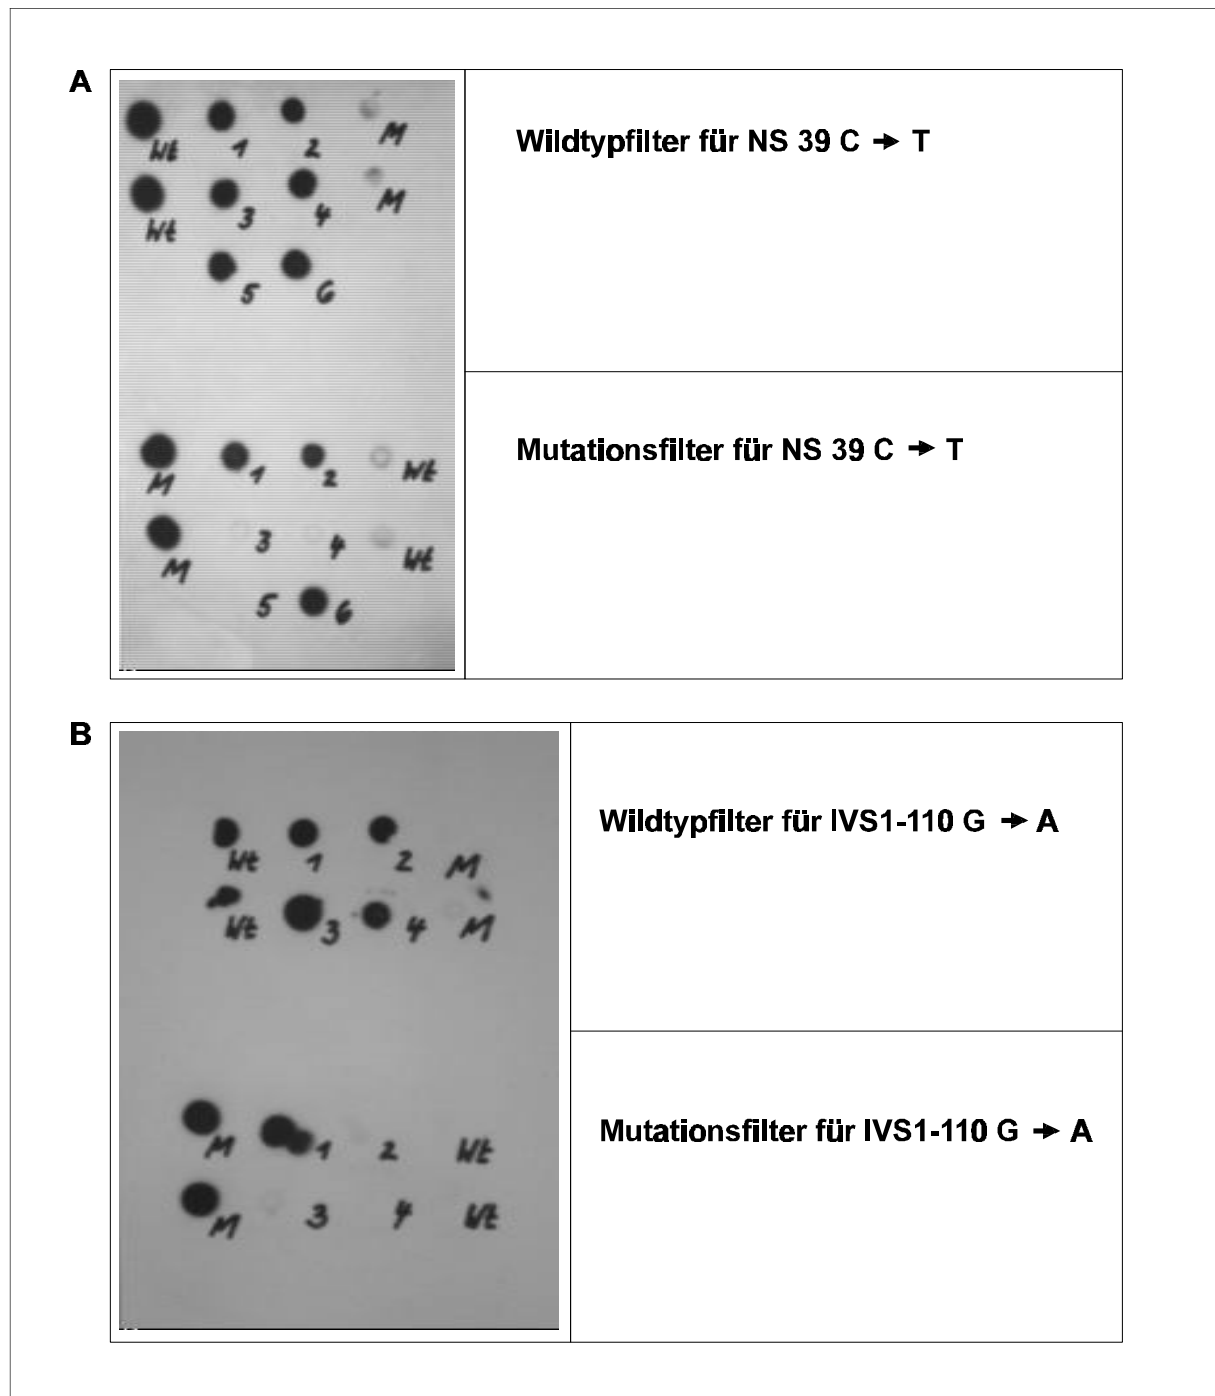 A
Wt 1 2 M
Wt 3 4 M
5 6
Wildtypfilter für NS 39 C → T
M 1 2 Wt
M 3 4 Wt
5 6
Mutationsfilter für NS 39 C → T
B
Wt 1 2 M
Wt 3 4 M
Wildtypfilter für IVS1-110 G → A
M 1 2 Wt
M 3 4 Wt
Mutationsfilter für IVS1-110 G → A